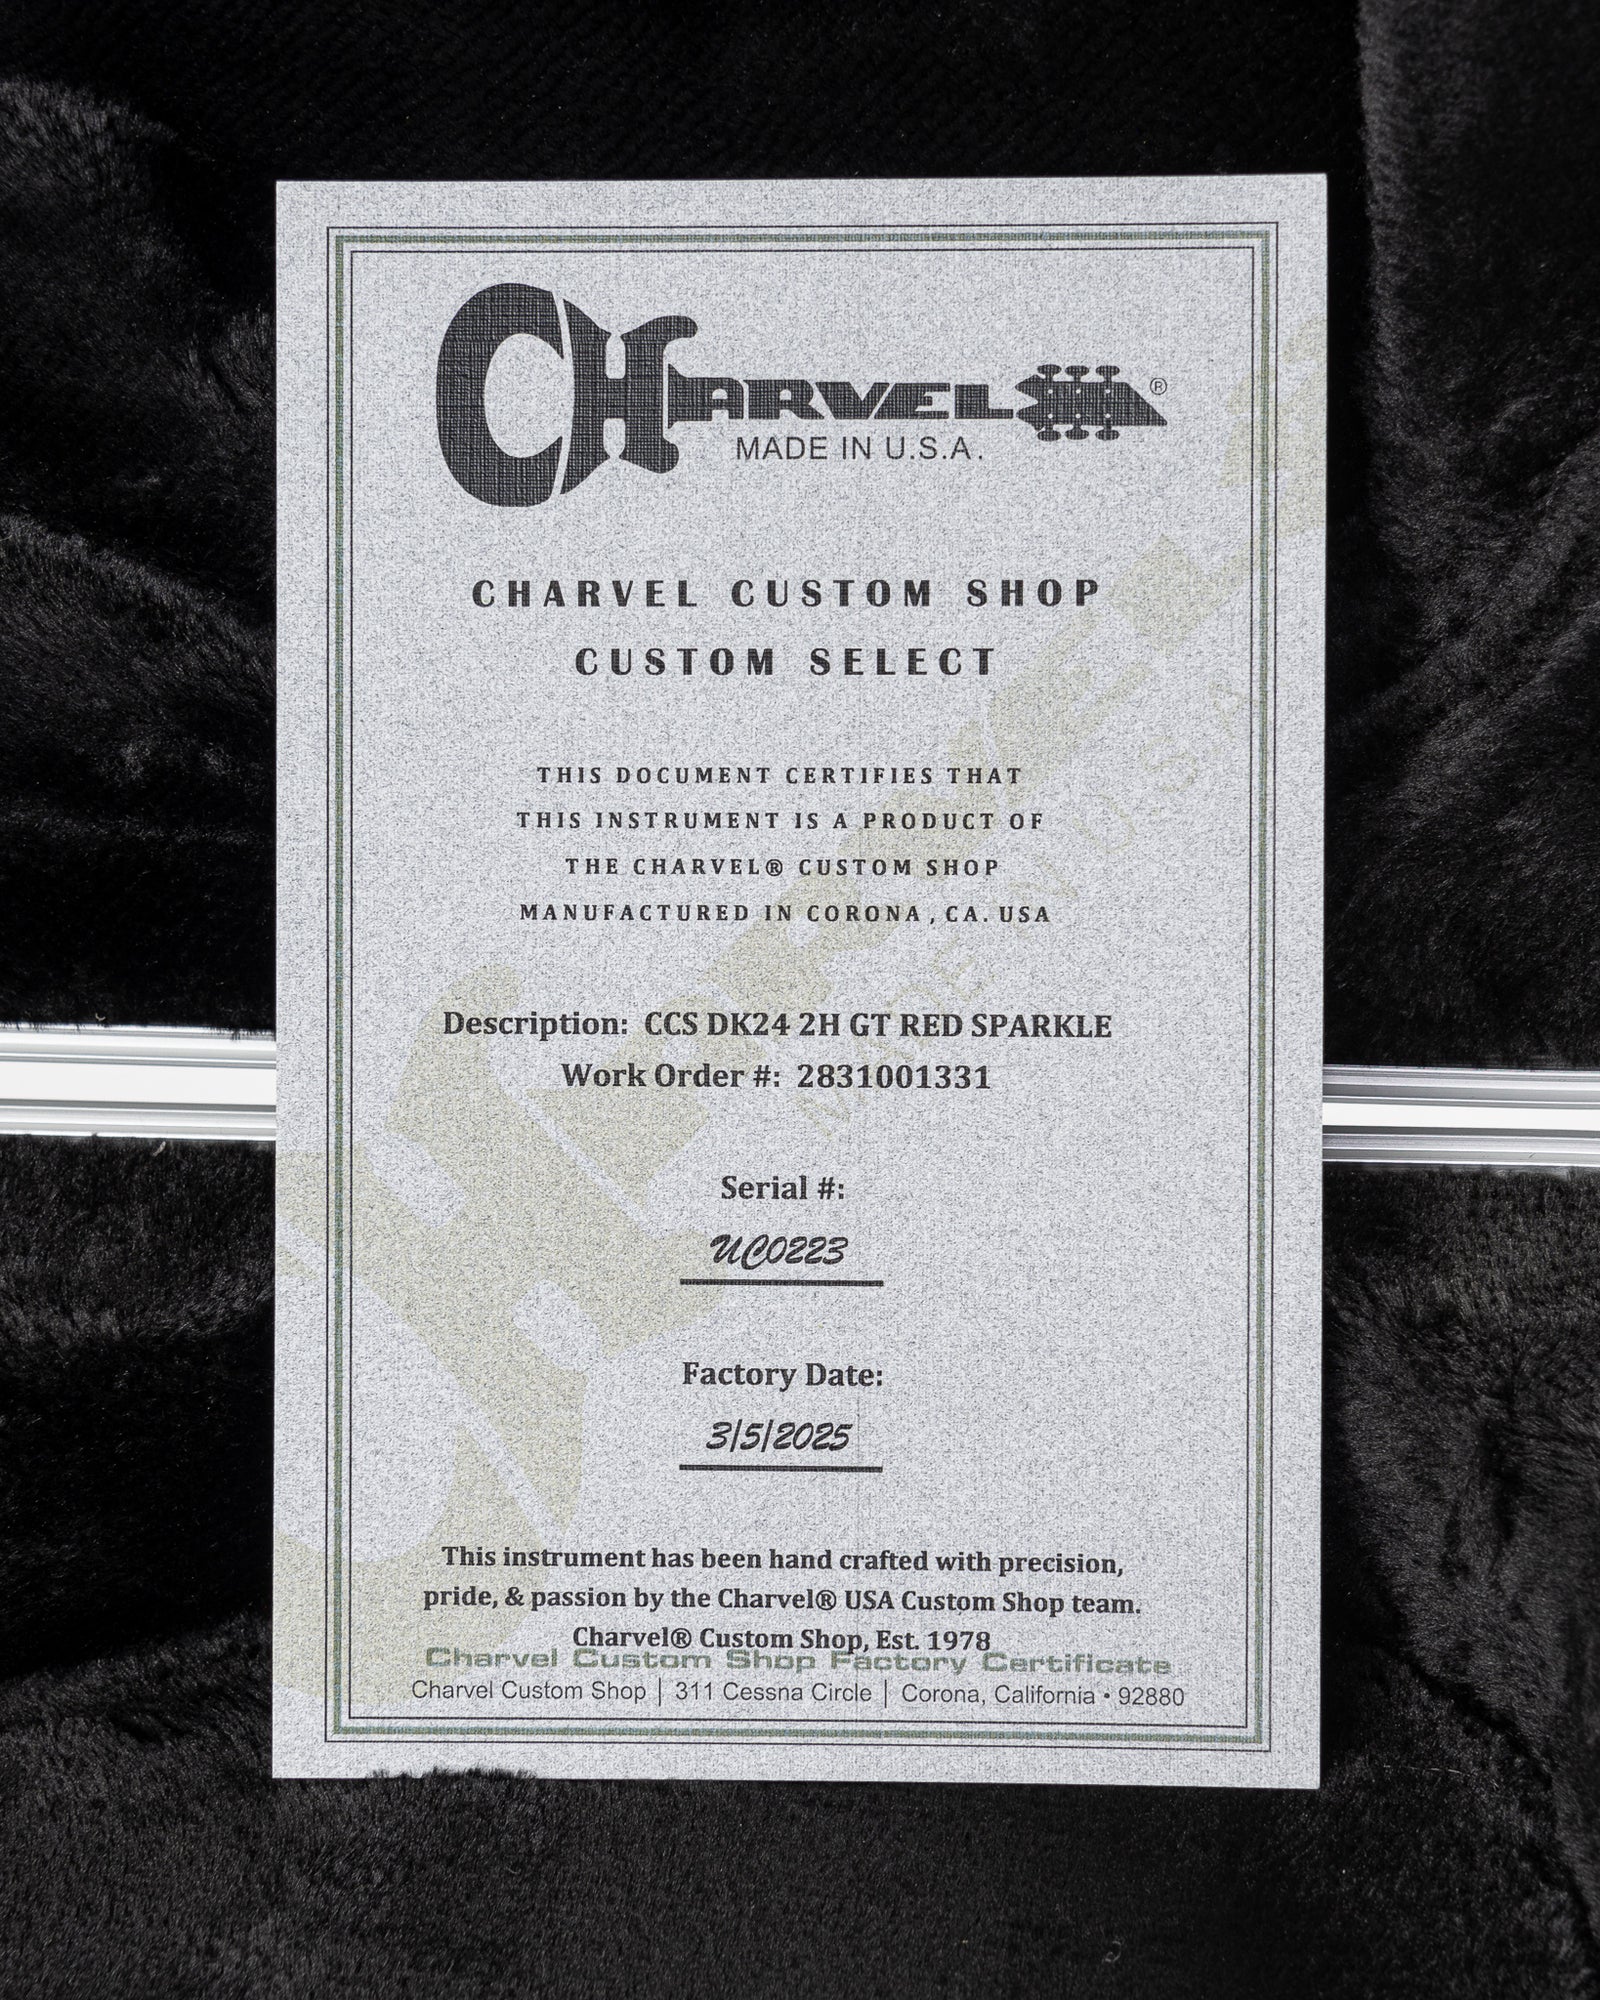 CHARVEL®
MADE IN U.S.A.
CHARVEL CUSTOM SHOP
CUSTOM SELECT
THIS DOCUMENT CERTIFIES THAT
THIS INSTRUMENT IS A PRODUCT OF
THE CHARVEL® CUSTOM SHOP
MANUFACTURED IN CORONA, CA. USA
Description: CCS DK24 2H GT RED SPARKLE
Work Order #: 2831001331
Serial #:
UC0223
Factory Date:
3/5/2025
This instrument has been hand crafted with precision,
pride, & passion by the Charvel® USA Custom Shop team.
Charvel® Custom Shop, Est. 1978
Charvel Custom Shop Factory Certificate
Charvel Custom Shop | 311 Cessna Circle | Corona, California • 92880